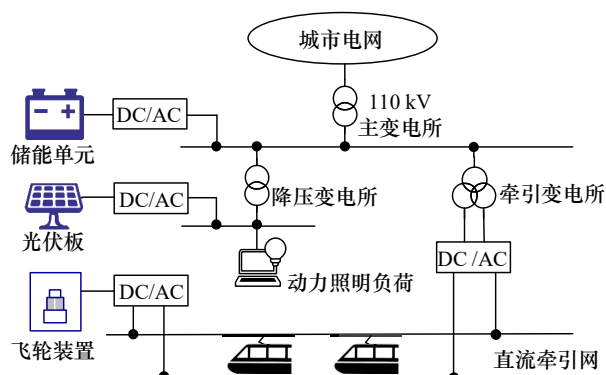 城市电网
110 kV
主变电所
DC/AC
储能单元
降压变电所
牵引变电所
DC/AC
光伏板
动力照明负荷
DC /AC
DC/AC
飞轮装置
直流牵引网